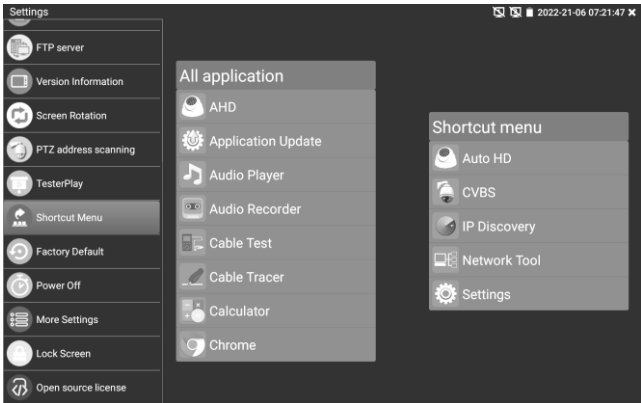 Settings
2022-21-06 07:21:47
FTP server
Version Information
Screen Rotation
PTZ address scanning
TesterPlay
Shortcut Menu
Factory Default
Power Off
More Settings
Lock Screen
Open source license
All application
AHD
Application Update
Audio Player
Audio Recorder
Cable Test
Cable Tracer
Calculator
Chrome
Shortcut menu
Auto HD
CVBS
IP Discovery
Network Tool
Settings